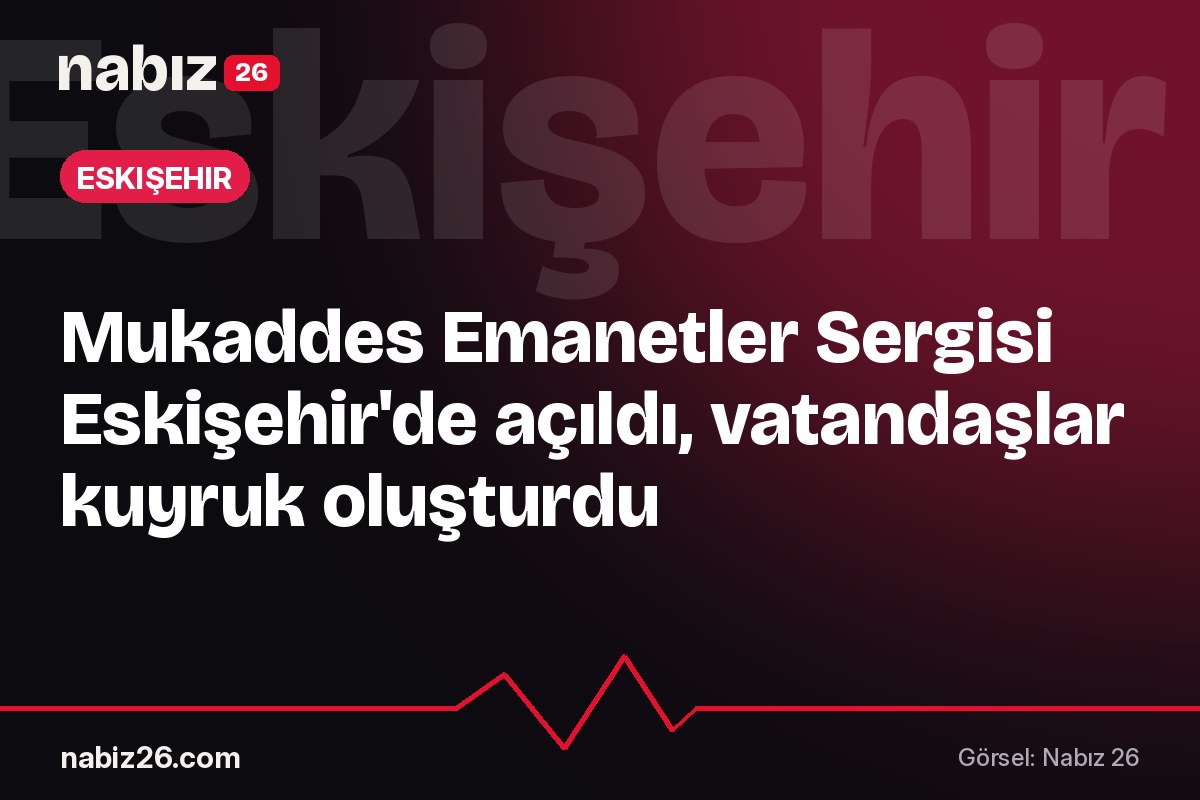 Eskişehir
nabız 26
ESKIŞEHIR
Mukaddes Emanetler Sergisi
Eskişehir'de açıldı, vatandaşlar
kuyruk oluşturdu
nabiz26.com
Görsel: Nabız 26